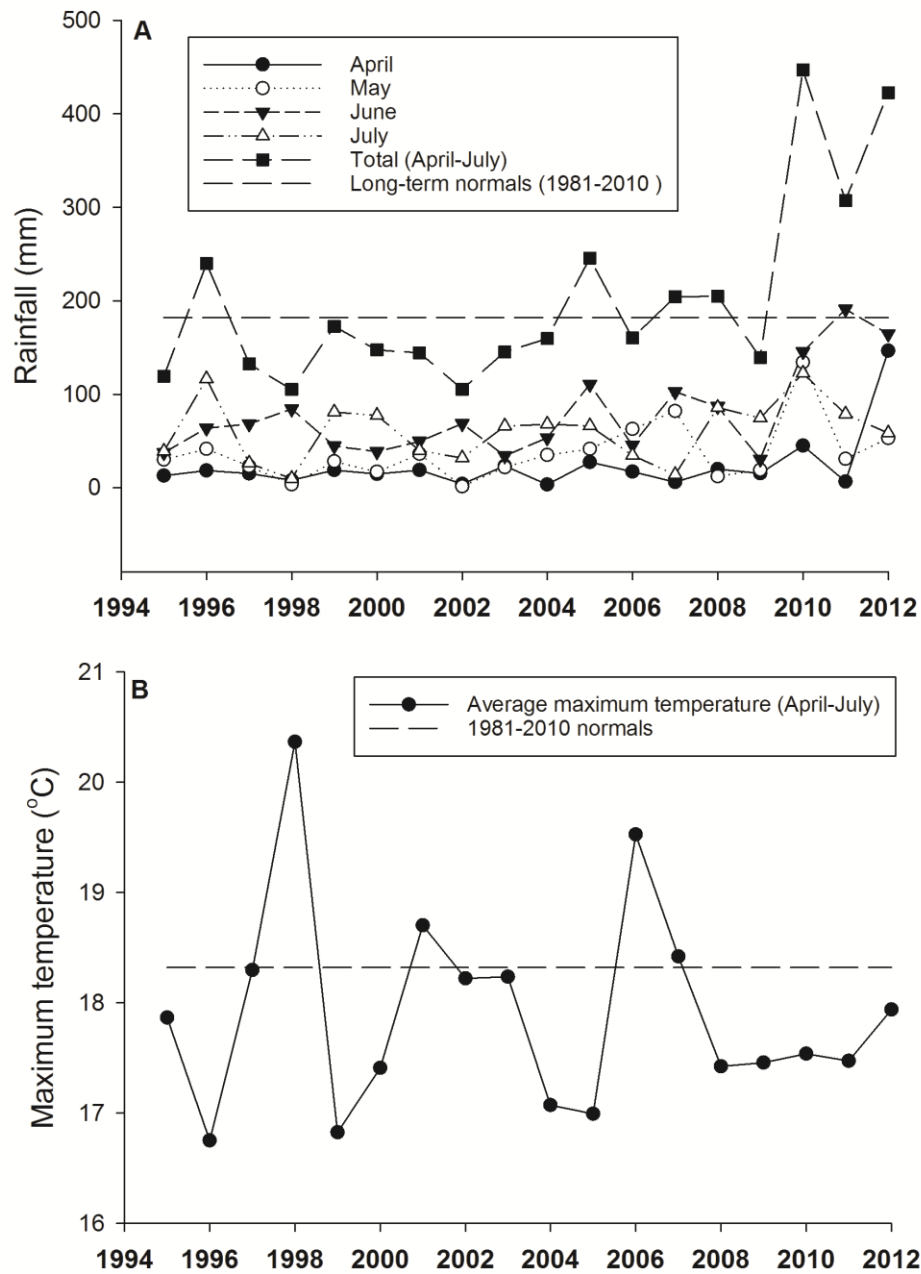 A
500
400
300
200
100
0
Rainfall (mm)
April
May
June
July
Total (April-July)
Long-term normals (1981-2010 )
1994 1996 1998 2000 2002 2004 2006 2008 2010 2012
B
21
20
19
18
17
16
Maximum temperature (°C)
Average maximum temperature (April-July)
1981-2010 normals
1994 1996 1998 2000 2002 2004 2006 2008 2010 2012